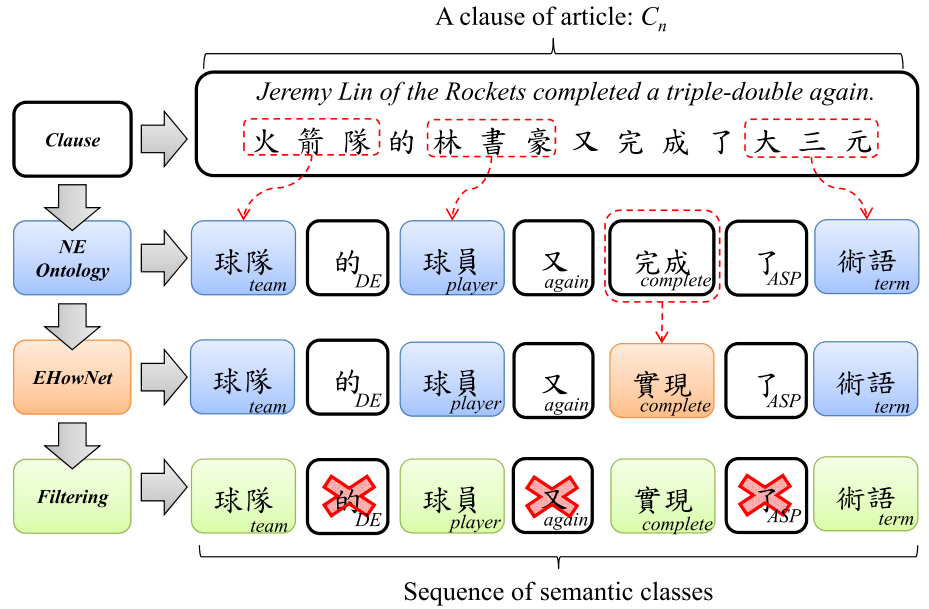 A clause of article: Cn
Jeremy Lin of the Rockets completed a triple-double again.
Clause
火 箭 隊 的 林 書 豪 又 完 成 了 大 三 元
NE Ontology
球隊 team 的 DE 球員 player 又 again 完成 complete 了 ASP 術語 term
EHowNet
球隊 team 的 DE 球員 player 又 again 實現 complete 了 ASP 術語 term
Filtering
球隊 team 的 DE 球員 player 又 again 實現 complete 了 ASP 術語 term
Sequence of semantic classes